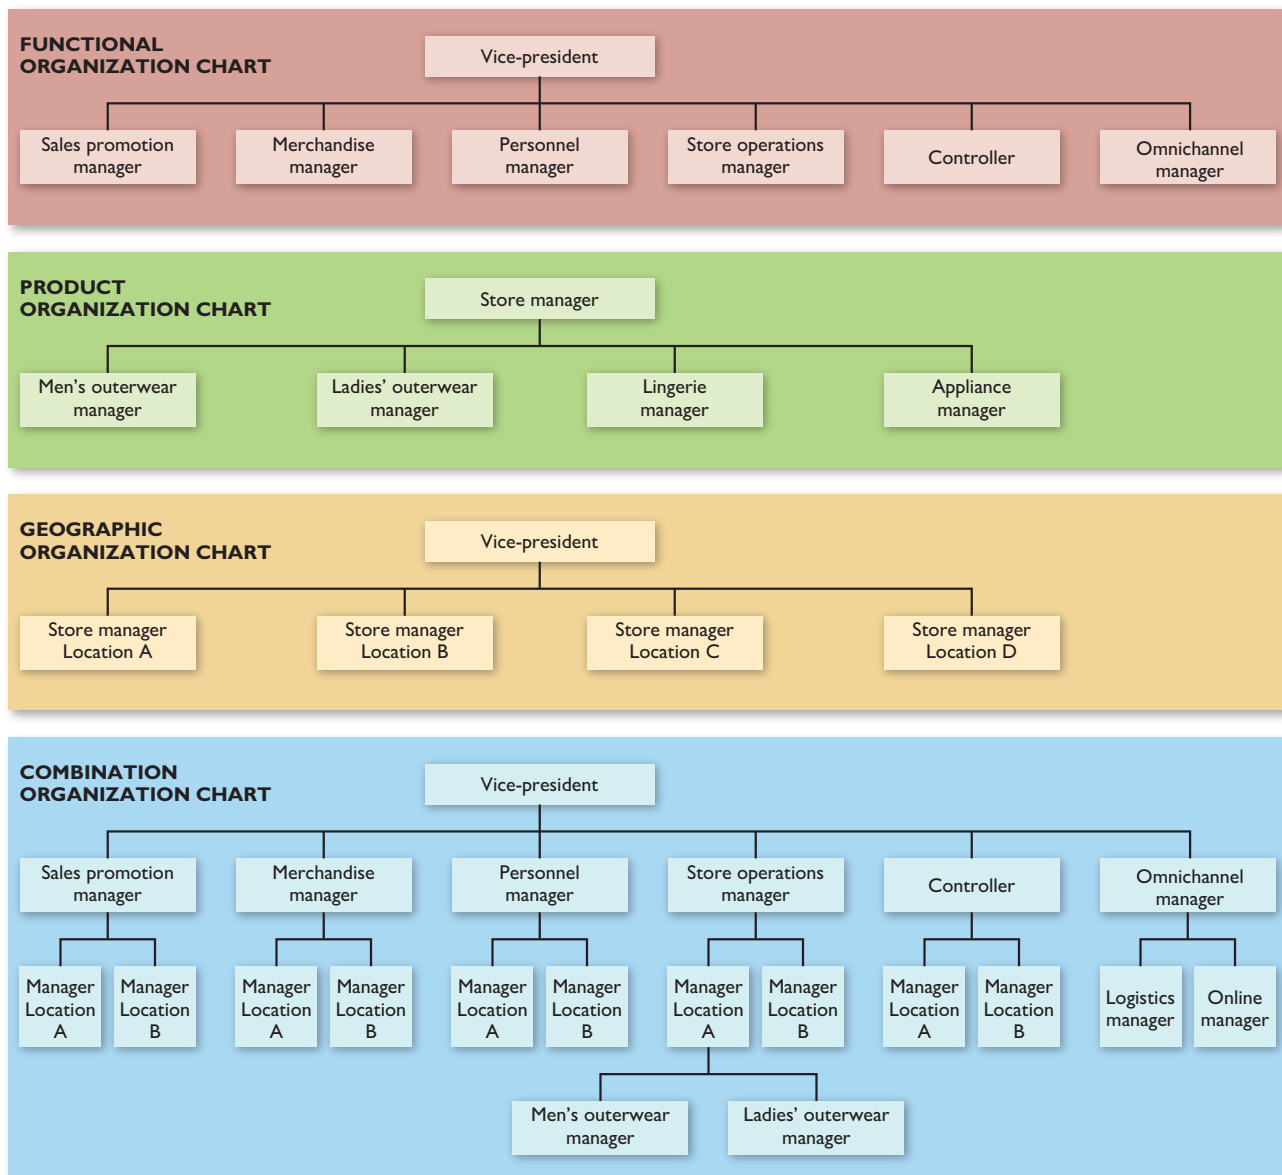 FUNCTIONAL
ORGANIZATION CHART
Vice-president
Sales promotion
manager
Merchandise
manager
Personnel
manager
Store operations
manager
Controller
Omnichannel
manager
PRODUCT
ORGANIZATION CHART
Store manager
Men's outerwear
manager
Ladies' outerwear
manager
Lingerie
manager
Appliance
manager
GEOGRAPHIC
ORGANIZATION CHART
Vice-president
Store manager
Location A
Store manager
Location B
Store manager
Location C
Store manager
Location D
COMBINATION
ORGANIZATION CHART
Vice-president
Sales promotion
manager
Merchandise
manager
Personnel
manager
Store operations
manager
Controller
Omnichannel
manager
Manager
Location
A
Manager
Location
B
Manager
Location
A
Manager
Location
B
Manager
Location
A
Manager
Location
B
Manager
Location
A
Manager
Location
B
Manager
Location
A
Manager
Location
B
Logistics
manager
Online
manager
Men's outerwear
manager
Ladies' outerwear
manager